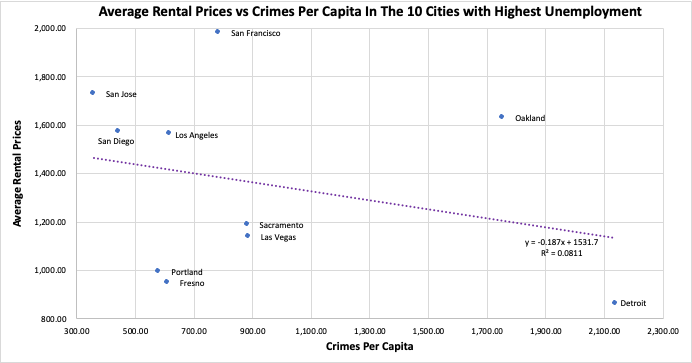 Average Rental Prices vs Crimes Per Capita In The 10 Cities with Highest Unemployment
2,000.00
San Francisco
1,800.00
San Jose
1,600.00
Oakland
San Diego
Los Angeles
Average Rental Prices
1,400.00
1,200.00
Sacramento
Las Vegas
y = -0.187x + 1531.7
R² = 0.0811
1,000.00
Portland
Fresno
Detroit
800.00
300.00 500.00 700.00 900.00 1,100.00 1,300.00 1,500.00 1,700.00 1,900.00 2,100.00 2,300.00
Crimes Per Capita